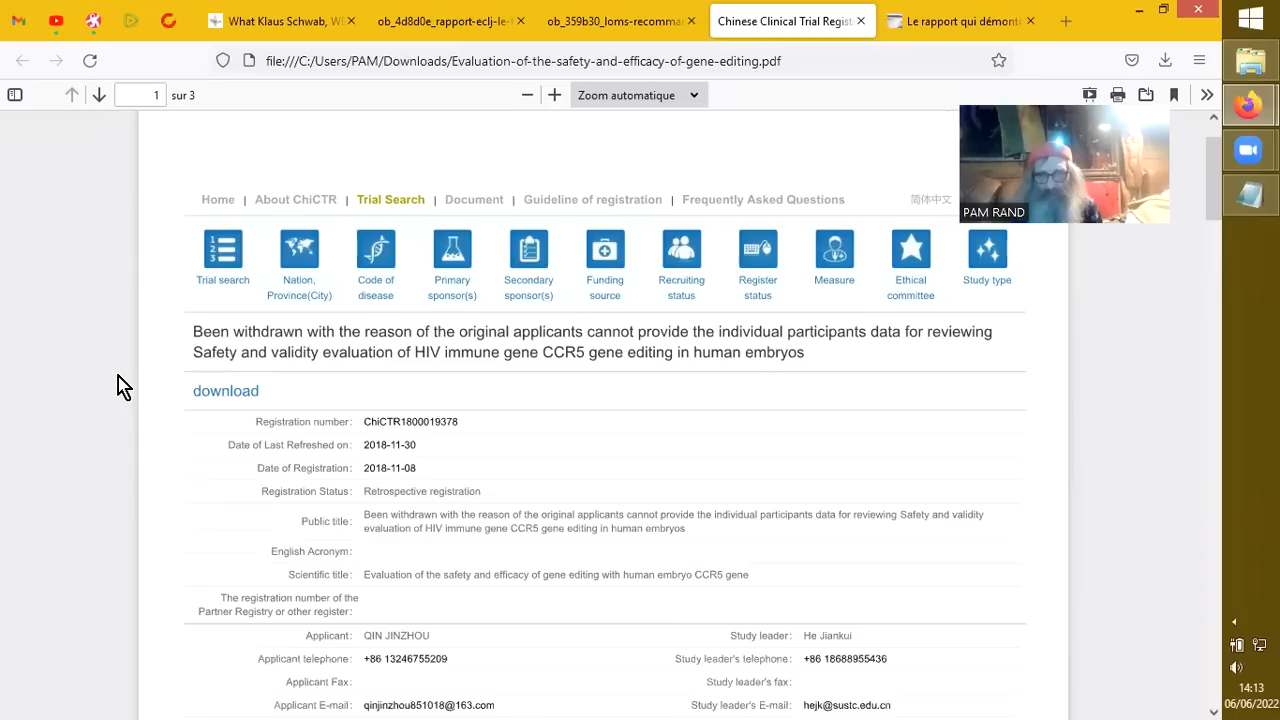 What Klaus Schwab, WE
ob_4d8d0e_rapport-eclj-le-f
ob_359b30_loms-recomman
Chinese Clinical Trial Regist
Le rapport qui démont
file:///C:/Users/PAM/Downloads/Evaluation-of-the-safety-and-efficacy-of-gene-editing.pdf
1 sur 3
Zoom automatique
PAM RAND
Home | About ChiCTR | Trial Search | Document | Guideline of registration | Frequently Asked Questions
简体中文
Trial search
Nation, Province(City)
Code of disease
Primary sponsor(s)
Secondary sponsor(s)
Funding source
Recruiting status
Register status
Measure
Ethical committee
Study type
Been withdrawn with the reason of the original applicants cannot provide the individual participants data for reviewing
Safety and validity evaluation of HIV immune gene CCR5 gene editing in human embryos
download
Registration number: ChiCTR1800019378
Date of Last Refreshed on: 2018-11-30
Date of Registration: 2018-11-08
Registration Status: Retrospective registration
Public title: Been withdrawn with the reason of the original applicants cannot provide the individual participants data for reviewing Safety and validity
evaluation of HIV immune gene CCR5 gene editing in human embryos
English Acronym:
Scientific title: Evaluation of the safety and efficacy of gene editing with human embryo CCR5 gene
The registration number of the
Partner Registry or other register:
Applicant: QIN JINZHOU Study leader: He Jiankui
Applicant telephone: +86 13246755209 Study leader's telephone: +86 18688955436
Applicant Fax: Study leader's fax:
Applicant E-mail: qinjinzhou851018@163.com Study leader's E-mail: hejk@sustc.edu.cn
14:13
06/06/2022